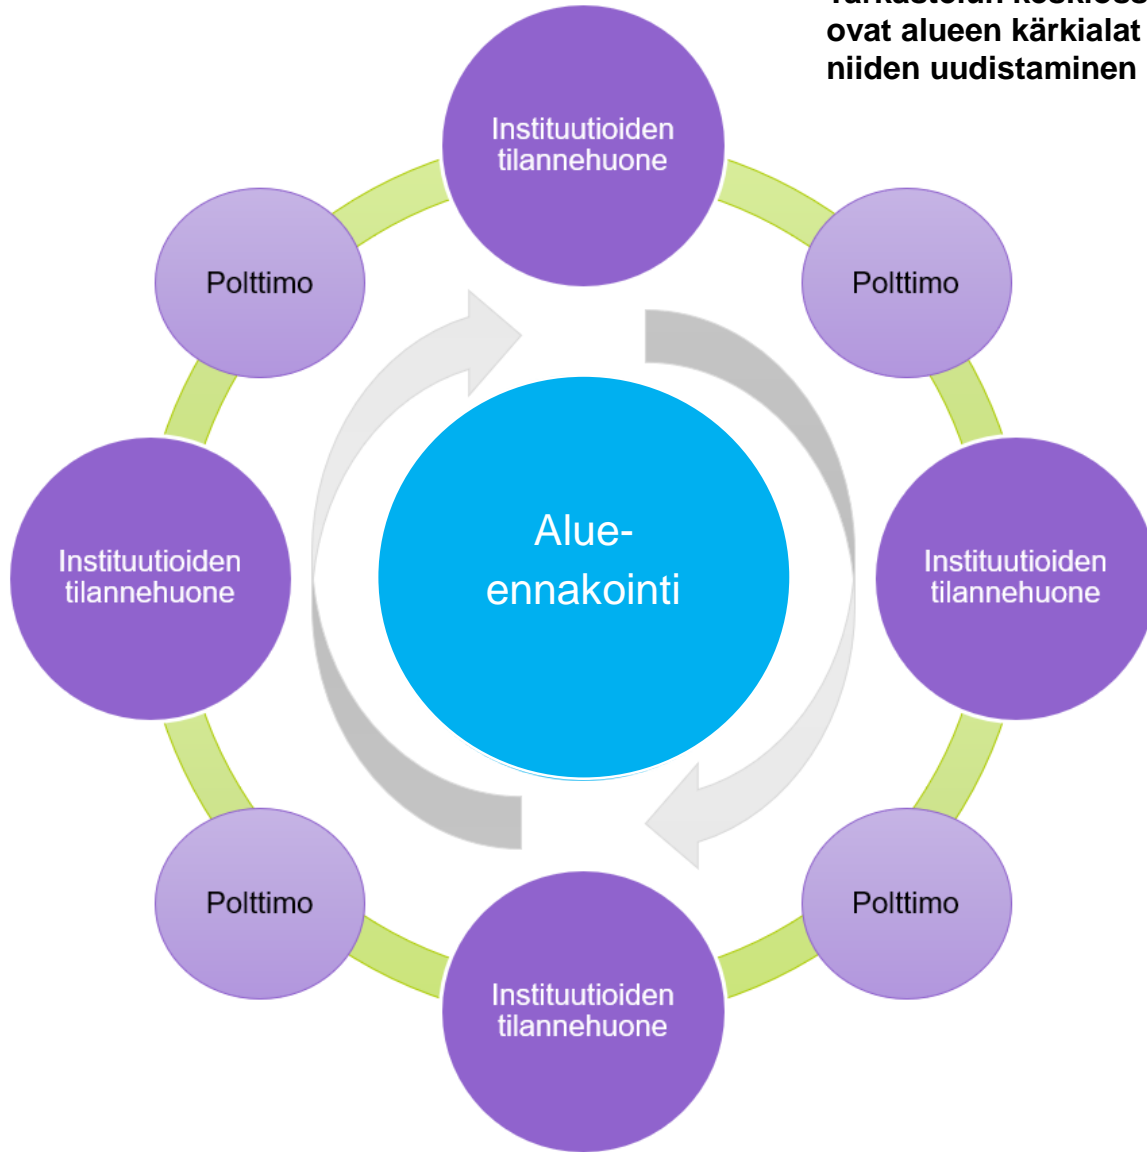 ovat alueen kärkialat
niiden uudistaminen
Instituutioiden
tilannehuone
Polttimo
Polttimo
Instituutioiden
tilannehuone
Alue-
ennakointi
Instituutioiden
tilannehuone
Polttimo
Polttimo
Instituutioiden
tilannehuone